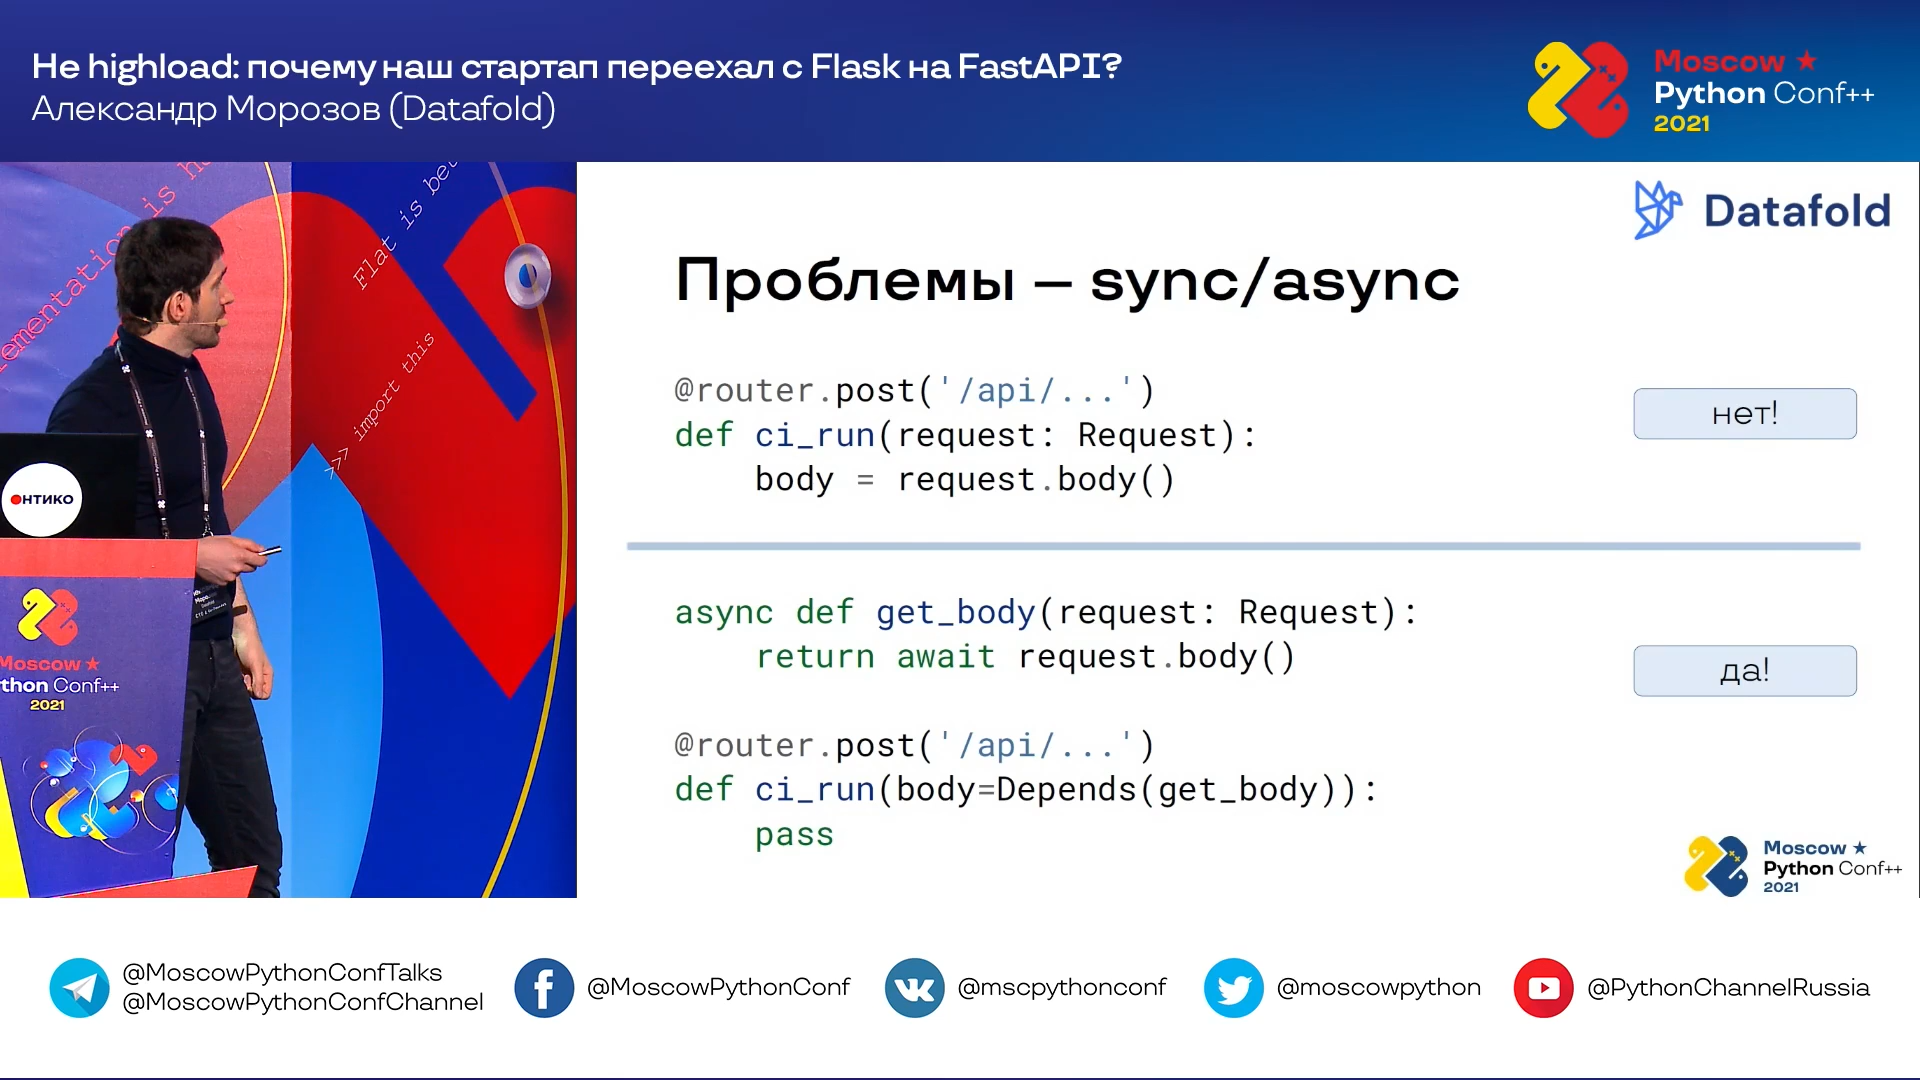 Не highload: почему наш стартап переехал с Flask на FastAPI?
Александр Морозов (Datafold)
Moscow ★
Python Conf++
2021
Flat is be
>>> import this
ementation is h
ОНТИКО
Moscow ★
thon Conf++
2021
Datafold
Проблемы – sync/async
@router.post('/api/...')
def ci_run(request: Request):
    body = request.body()
нет!
async def get_body(request: Request):
    return await request.body()
да!
@router.post('/api/...')
def ci_run(body=Depends(get_body)):
    pass
Moscow ★
Python Conf++
2021
@MoscowPythonConfTalks
@MoscowPythonConfChannel
@MoscowPythonConf
@mscpythonconf
@moscowpython
@PythonChannelRussia